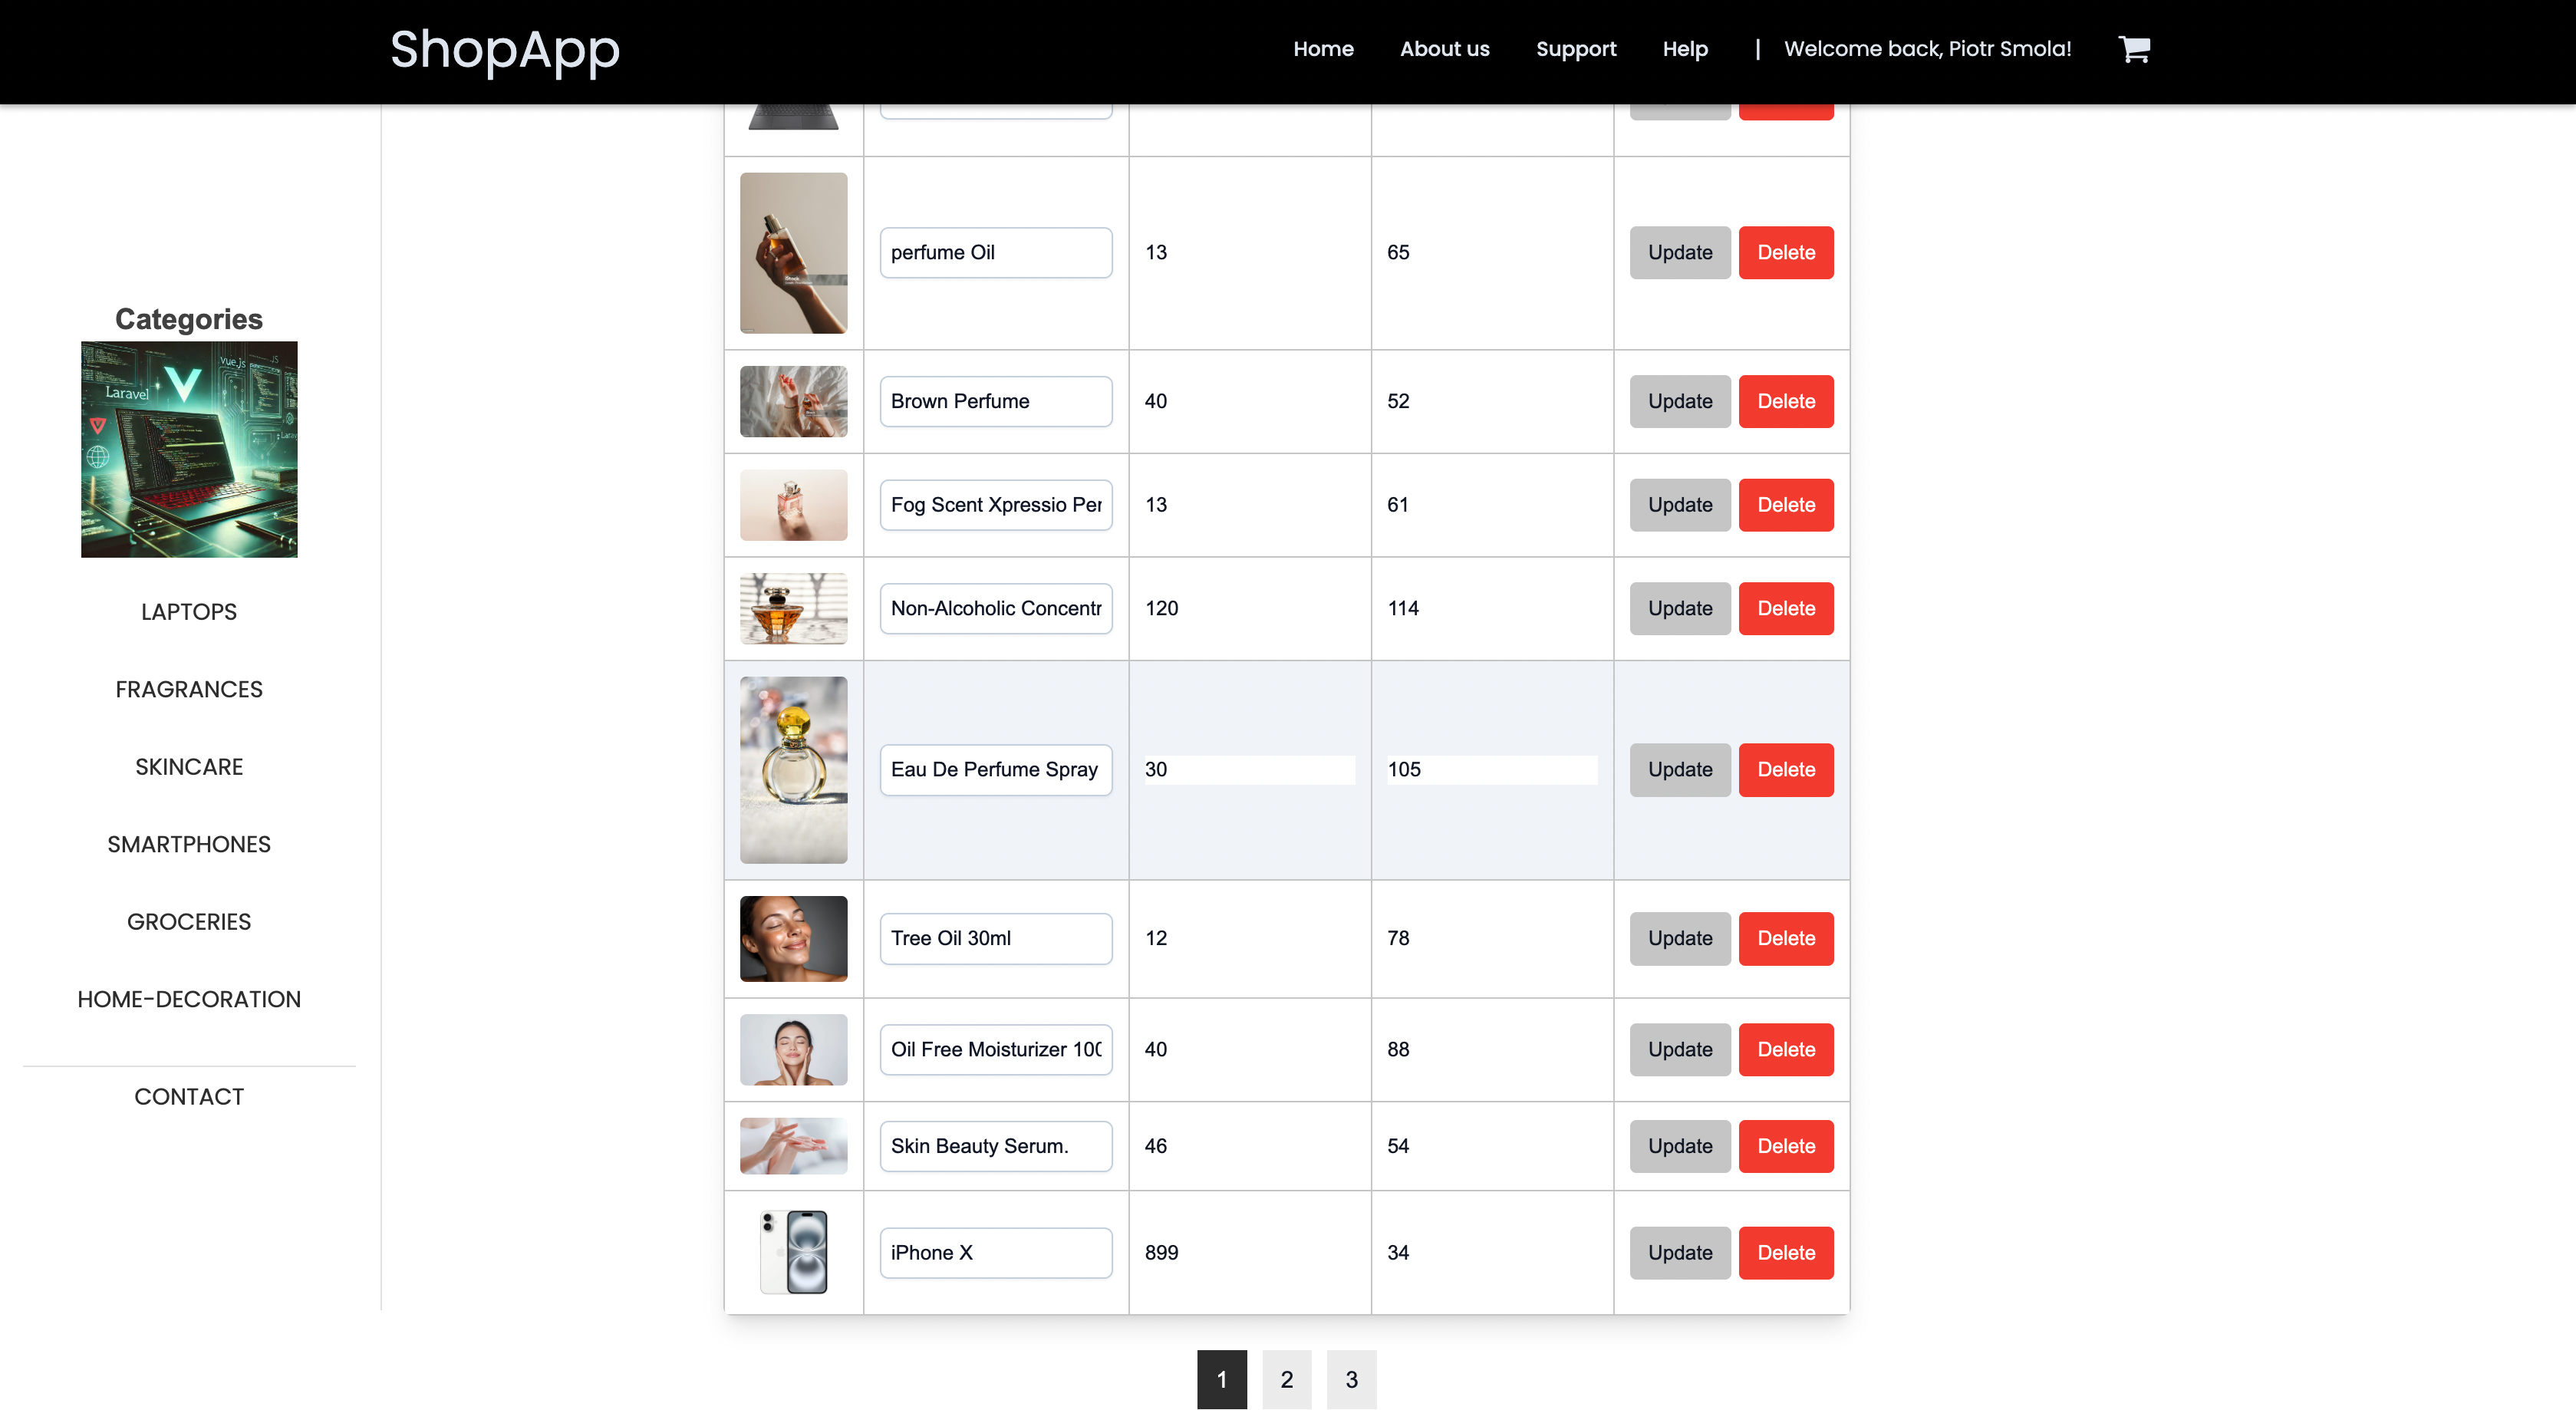 ShopApp
Home About us Support Help | Welcome back, Piotr Smola!
Categories
Vue.js JS
Laravel
LAPTOPS
FRAGRANCES
SKINCARE
SMARTPHONES
GROCERIES
HOME-DECORATION
CONTACT
perfume Oil 13 65 Update Delete
Brown Perfume 40 52 Update Delete
Fog Scent Xpressio Per 13 61 Update Delete
Non-Alcoholic Concentr 120 114 Update Delete
Eau De Perfume Spray 30 105 Update Delete
Tree Oil 30ml 12 78 Update Delete
Oil Free Moisturizer 100 40 88 Update Delete
Skin Beauty Serum. 46 54 Update Delete
iPhone X 899 34 Update Delete
1 2 3